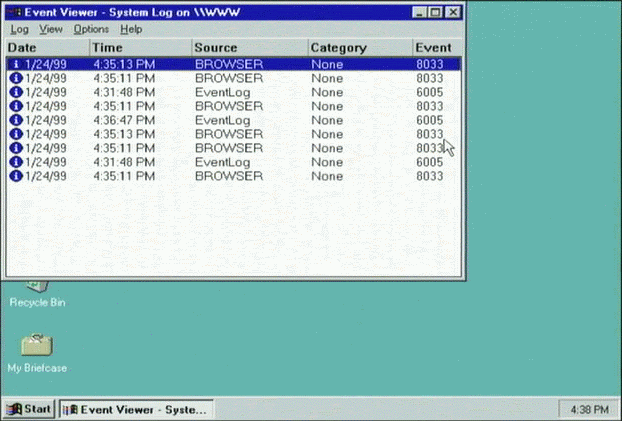 Event Viewer - System Log on \\WWW
Log View Options Help
Date Time Source Category Event
1/24/99 4:35:13 PM BROWSER None 8033
1/24/99 4:35:11 PM BROWSER None 8033
1/24/99 4:31:48 PM EventLog None 6005
1/24/99 4:35:11 PM BROWSER None 8033
1/24/99 4:36:47 PM EventLog None 6005
1/24/99 4:35:13 PM BROWSER None 8033
1/24/99 4:35:11 PM BROWSER None 8033
1/24/99 4:31:48 PM EventLog None 6005
1/24/99 4:35:11 PM BROWSER None 8033
Recycle Bin
My Briefcase
Start Event Viewer - Syste... 4:38 PM